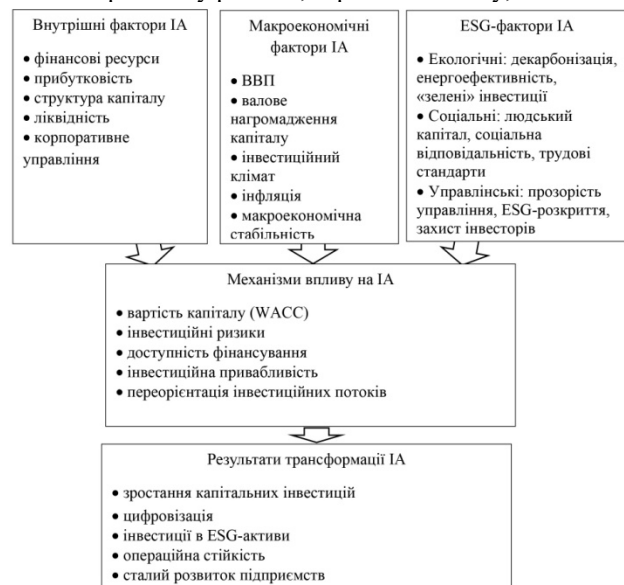 Внутрішні фактори ІА
• фінансові ресурси
• прибутковість
• структура капіталу
• ліквідність
• корпоративне
управління
Макроекономічні
фактори ІА
• ВВП
• валове
нагромадження
капіталу
• інвестиційний
клімат
• інфляція
• макроекономічна
стабільність
ESG-фактори ІА
• Екологічні: декарбонізація,
енергоефективність,
«зелені» інвестиції
• Соціальні: людський
капітал, соціальна
відповідальність, трудові
стандарти
• Управлінські: прозорість
управління, ESG-розкриття,
захист інвесторів
Механізми впливу на ІА
• вартість капіталу (WACC)
• інвестиційні ризики
• доступність фінансування
• інвестиційна привабливість
• переорієнтація інвестиційних потоків
Результати трансформації ІА
• зростання капітальних інвестицій
• цифровізація
• інвестиції в ESG-активи
• операційна стійкість
• сталий розвиток підприємств